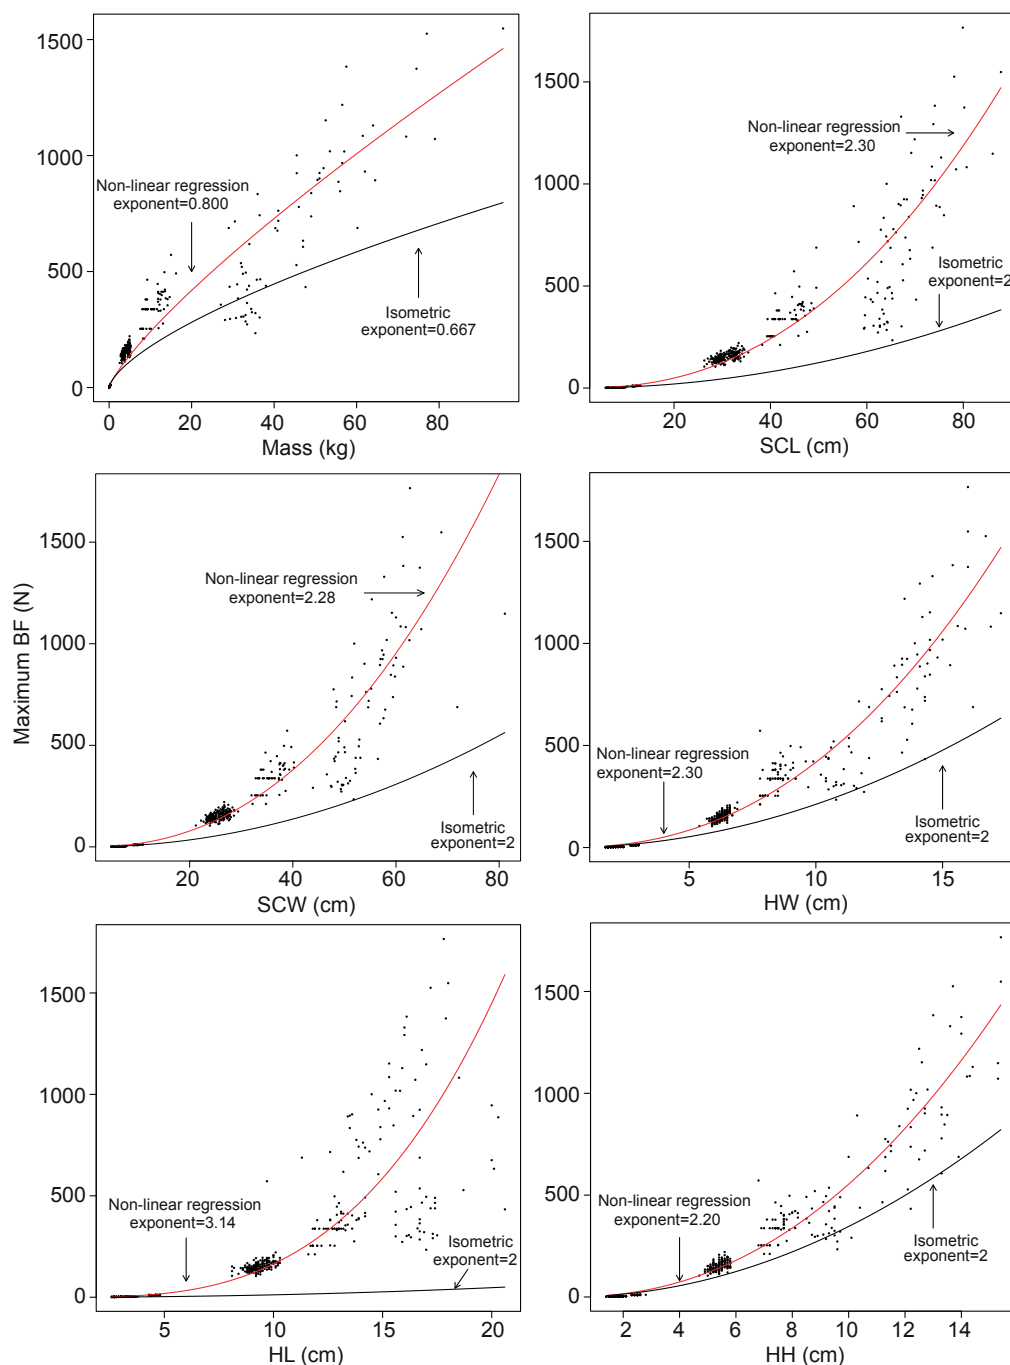 1500
1000
500
0
Non-linear regression
exponent=0.800
Isometric
exponent=0.667
0
20
40
60
80
Mass (kg)
1500
1000
500
0
Non-linear regression
exponent=2.30
Isometric
exponent=2
20
40
60
80
SCL (cm)
Maximum BF (N)
1500
1000
500
0
Non-linear regression
exponent=2.28
Isometric
exponent=2
20
40
60
80
SCW (cm)
1500
1000
500
0
Non-linear regression
exponent=2.30
Isometric
exponent=2
5
10
15
HW (cm)
1500
1000
500
0
Non-linear regression
exponent=3.14
Isometric
exponent=2
5
10
15
20
HL (cm)
1500
1000
500
0
Non-linear regression
exponent=2.20
Isometric
exponent=2
2
4
6
8
10
12
14
HH (cm)